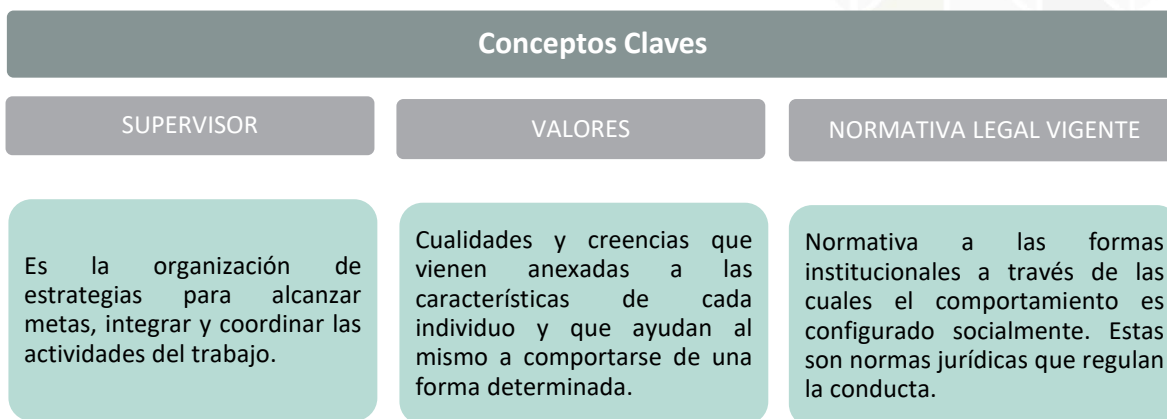 Conceptos Claves
SUPERVISOR
VALORES
NORMATIVA LEGAL VIGENTE
Es la organización de
estrategias para alcanzar
metas, integrar y coordinar las
actividades del trabajo.
Cualidades y creencias que
vienen anexadas a las
características de cada
individuo y que ayudan al
mismo a comportarse de una
forma determinada.
Normativa a las formas
institucionales a través de las
cuales el comportamiento es
configurado socialmente. Estas
son normas jurídicas que regulan
la conducta.